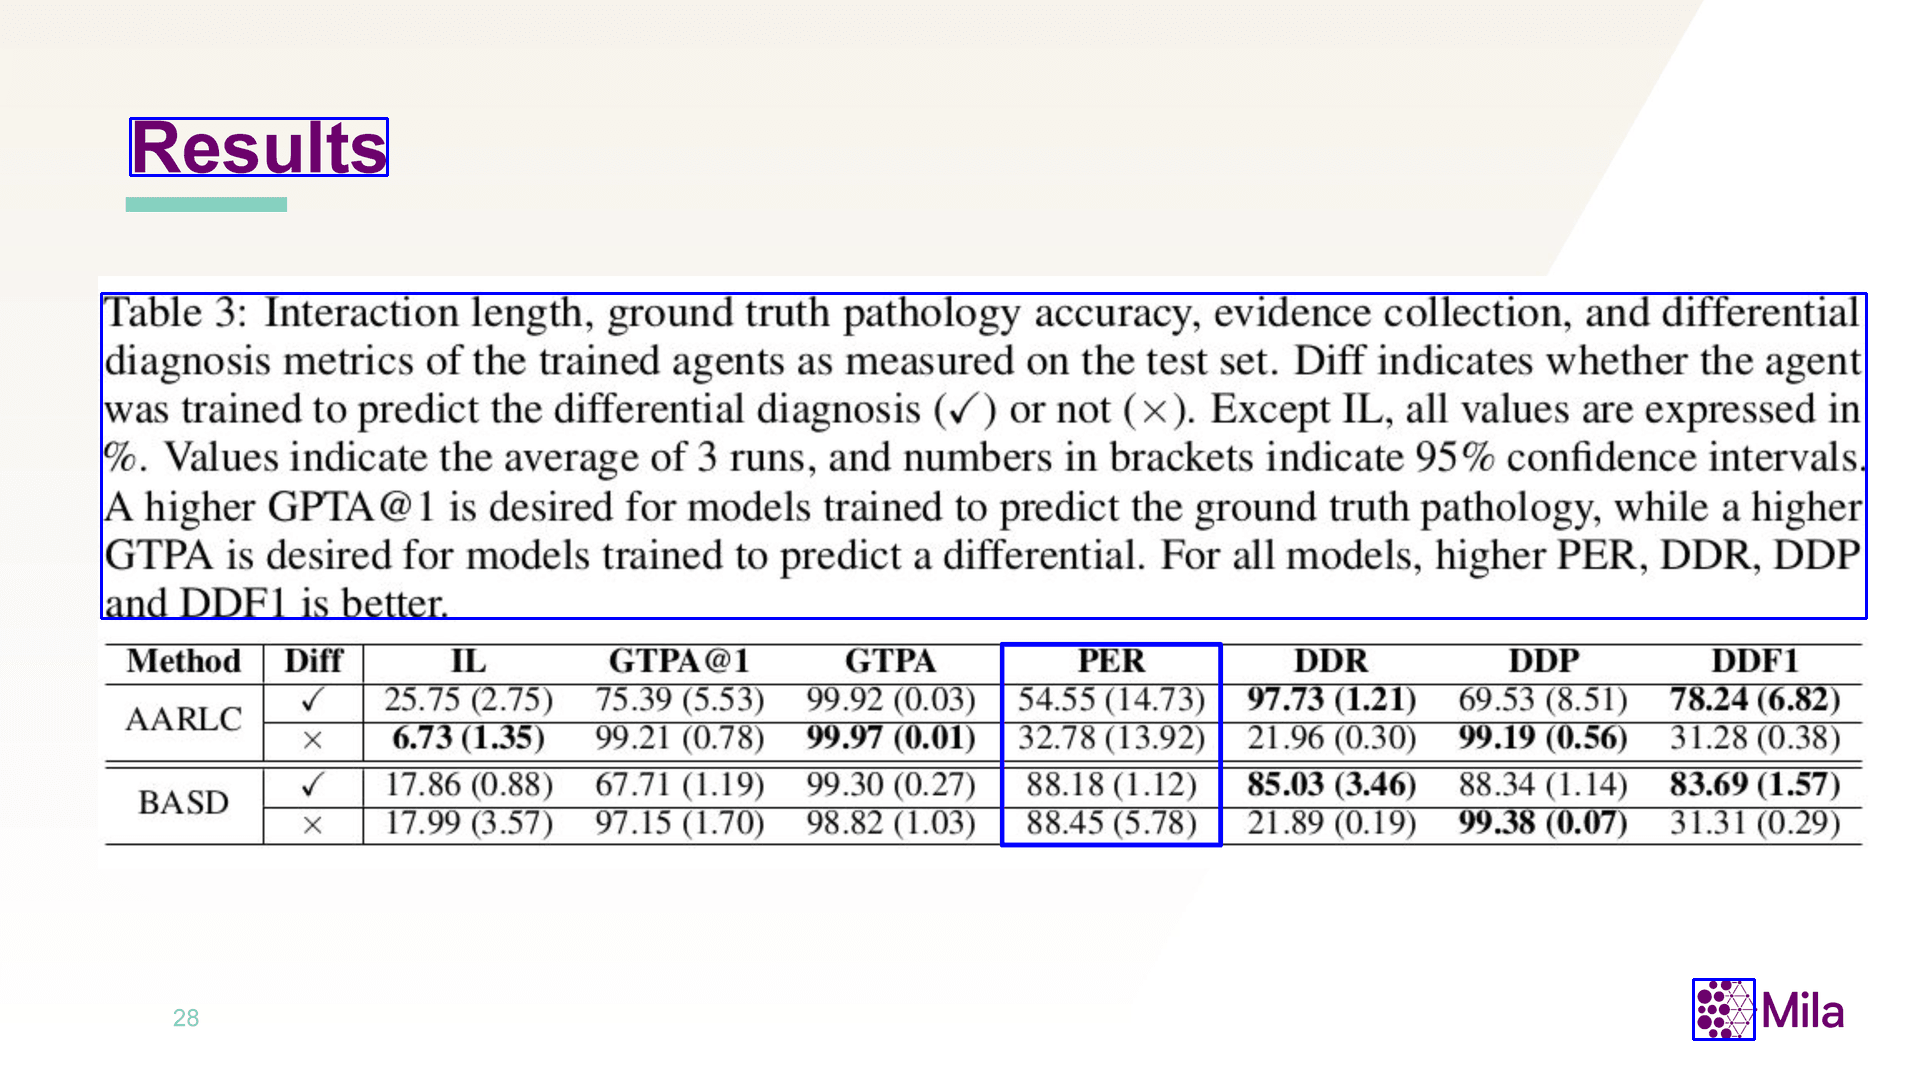 Results
Table 3: Interaction length, ground truth pathology accuracy, evidence collection, and differential
diagnosis metrics of the trained agents as measured on the test set. Diff indicates whether the agent
was trained to predict the differential diagnosis (✓) or not (×). Except IL, all values are expressed in
%. Values indicate the average of 3 runs, and numbers in brackets indicate 95% confidence intervals.
A higher GPTA@1 is desired for models trained to predict the ground truth pathology, while a higher
GTPA is desired for models trained to predict a differential. For all models, higher PER, DDR, DDP
and DDF1 is better.
Method Diff IL GTPA@1 GTPA PER DDR DDP DDF1
AARLC ✓ 25.75 (2.75) 75.39 (5.53) 99.92 (0.03) 54.55 (14.73) 97.73 (1.21) 69.53 (8.51) 78.24 (6.82)
× 6.73 (1.35) 99.21 (0.78) 99.97 (0.01) 32.78 (13.92) 21.96 (0.30) 99.19 (0.56) 31.28 (0.38)
BASD ✓ 17.86 (0.88) 67.71 (1.19) 99.30 (0.27) 88.18 (1.12) 85.03 (3.46) 88.34 (1.14) 83.69 (1.57)
× 17.99 (3.57) 97.15 (1.70) 98.82 (1.03) 88.45 (5.78) 21.89 (0.19) 99.38 (0.07) 31.31 (0.29)
28
Mila